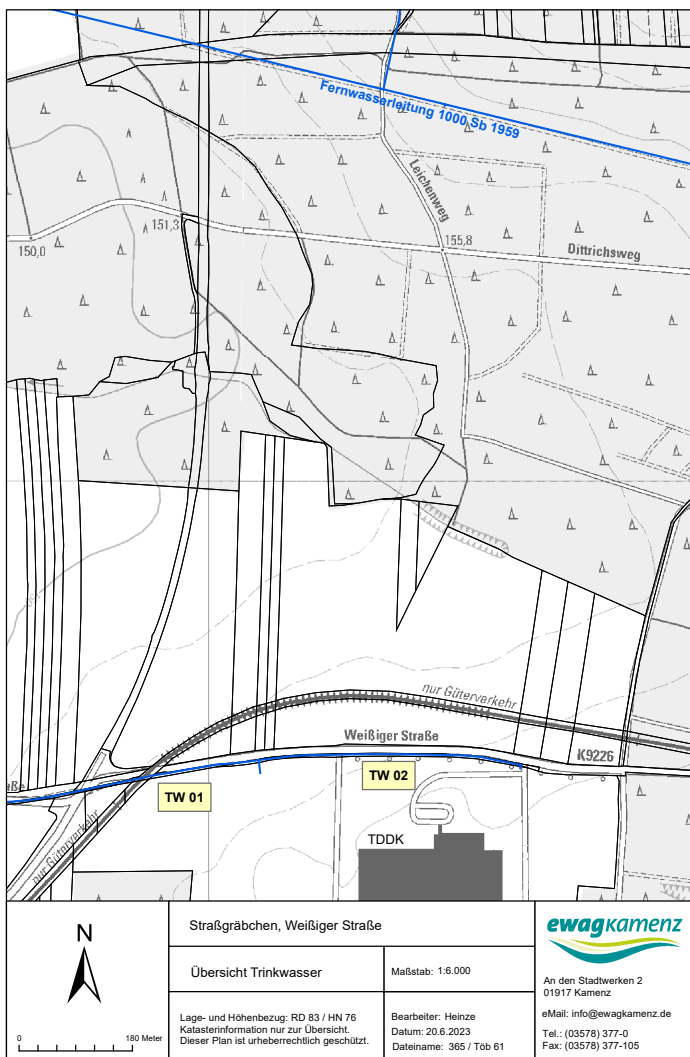 Fernwasserleitung 1000 Sb 1959
Leichenweg
151,3
150,0
155,8
Dittrichsweg
nur Güterverkehr
Weißiger Straße
K9226
aße
TW 01
TW 02
TDDK
nur Güterverkehr
N
0 180 Meter
Straßgräbchen, Weißiger Straße
Übersicht Trinkwasser
Maßstab: 1:6.000
Lage- und Höhenbezug: RD 83 / HN 76
Katasterinformation nur zur Übersicht.
Dieser Plan ist urheberrechtlich geschützt.
Bearbeiter: Heinze
Datum: 20.6.2023
Dateiname: 365 / Töb 61
ewagkamenz
An den Stadtwerken 2
01917 Kamenz
eMail: info@ewagkamenz.de
Tel.: (03578) 377-0
Fax: (03578) 377-105